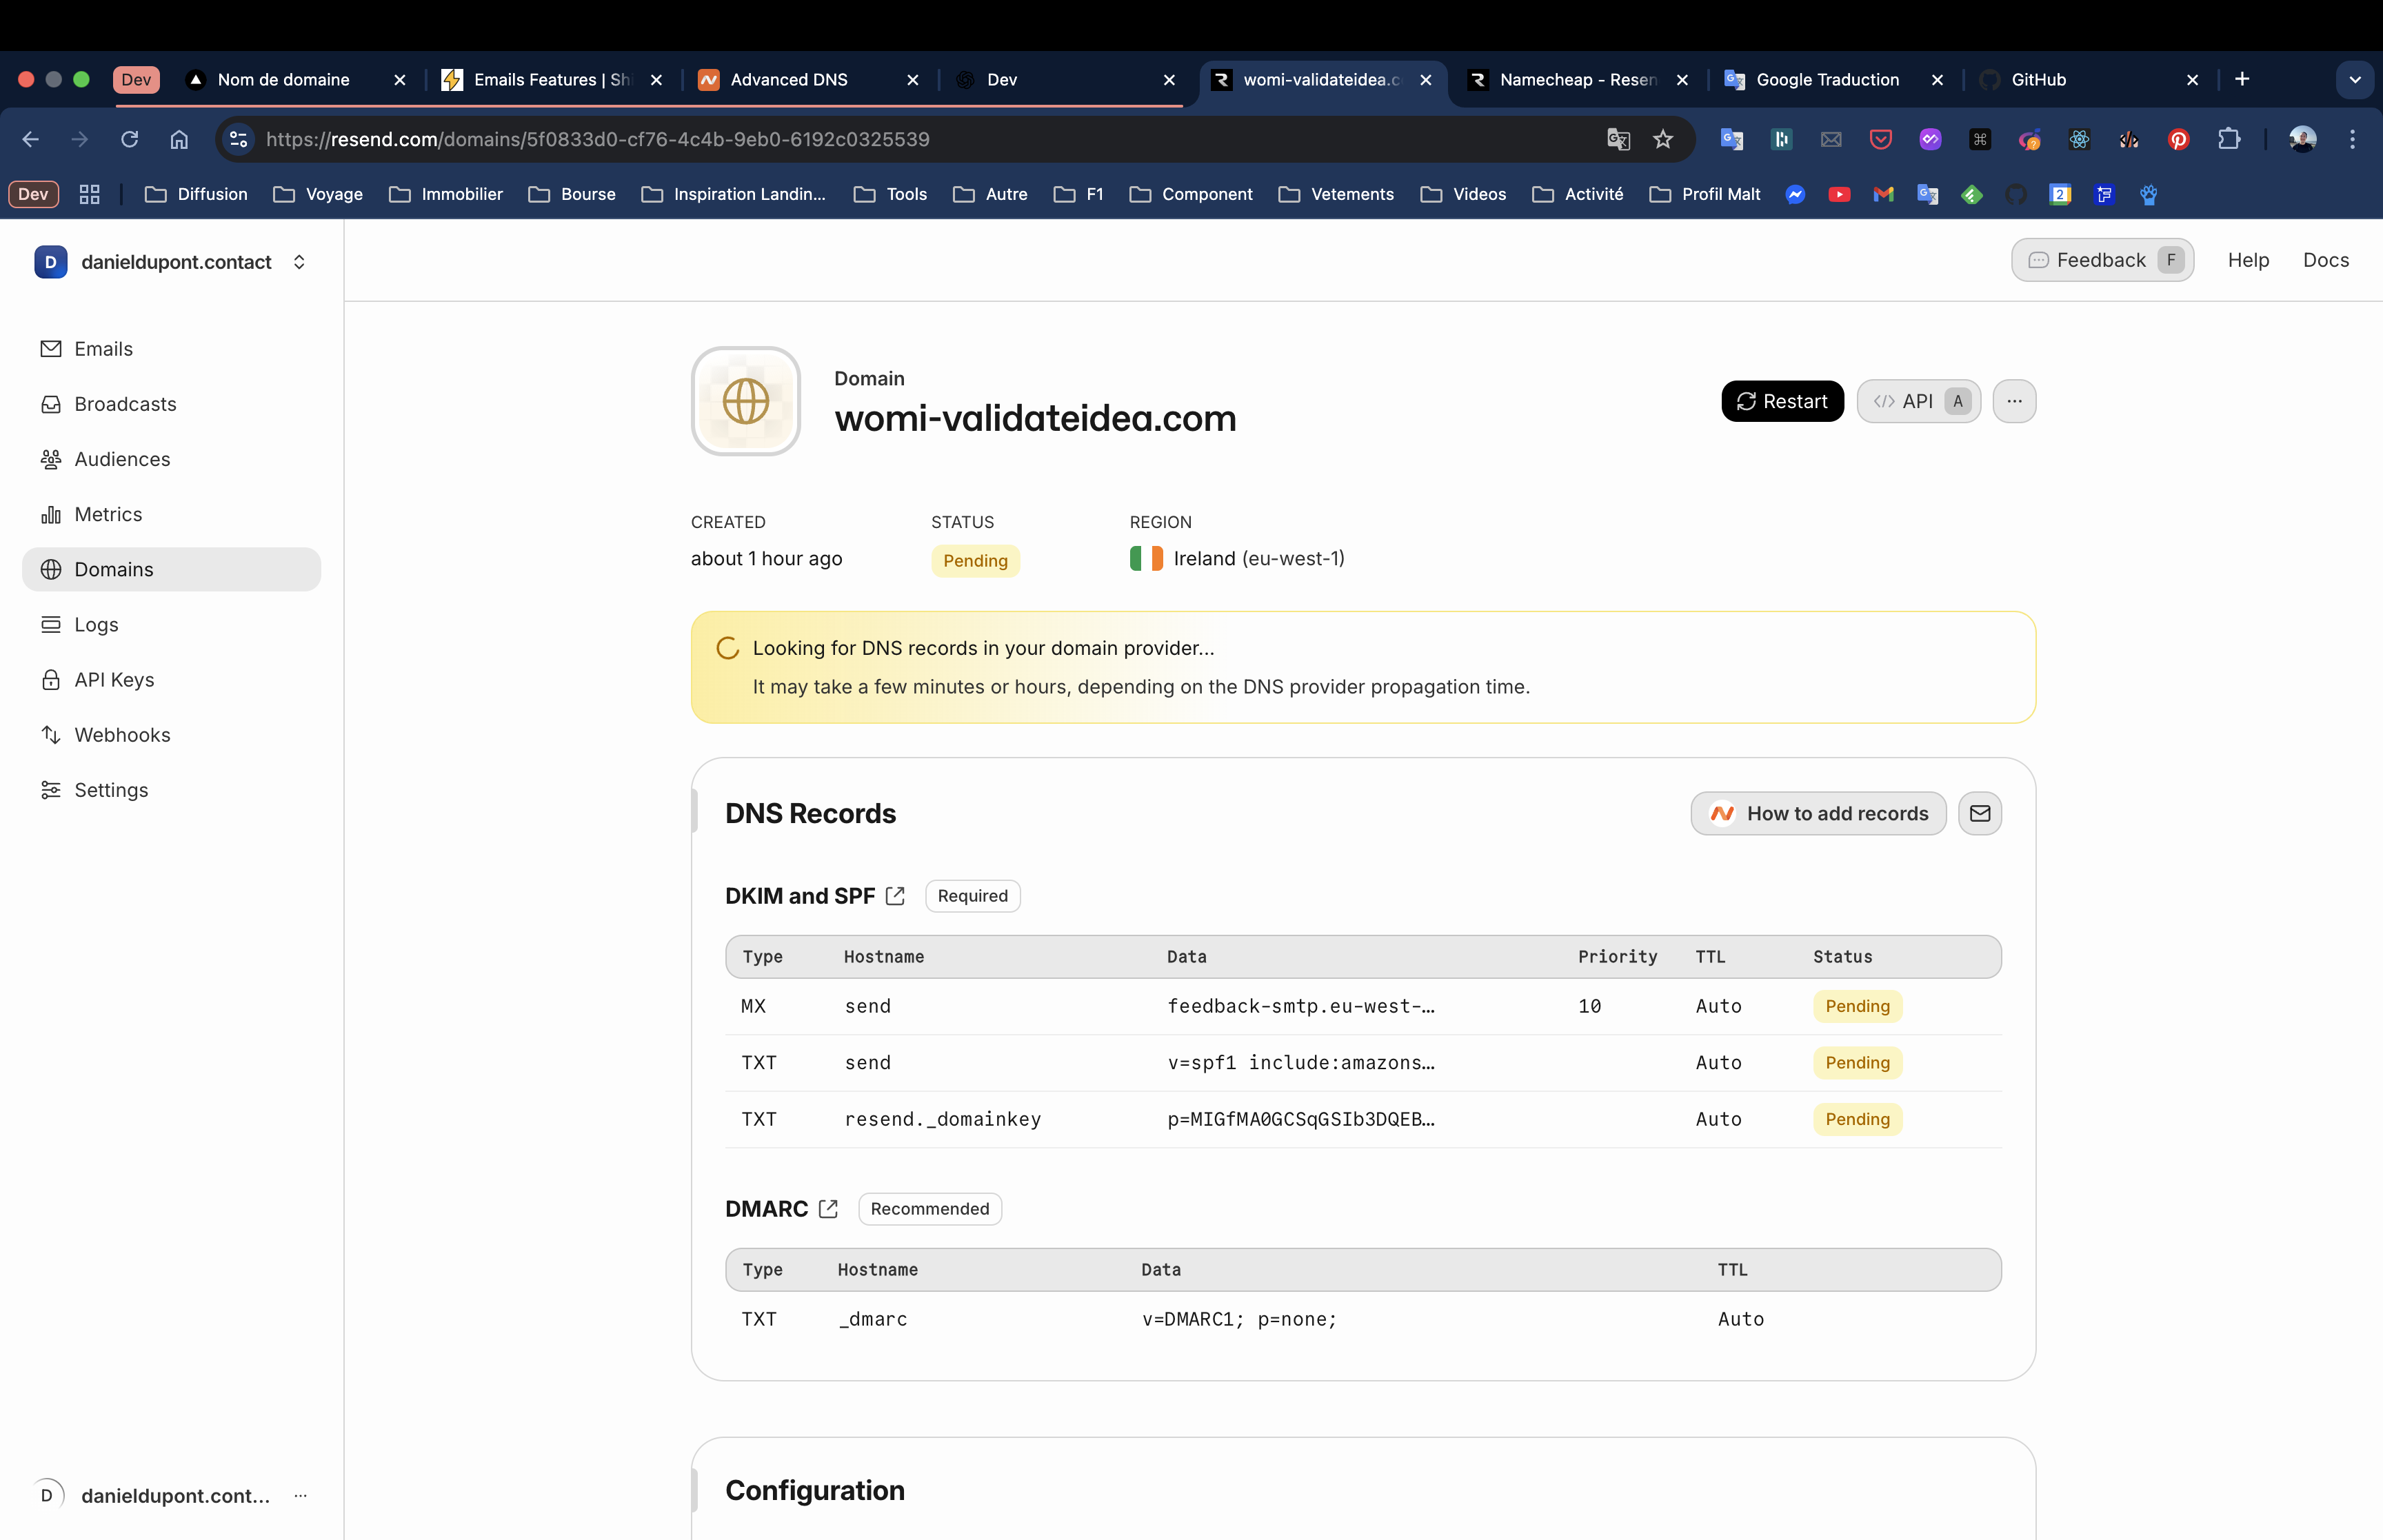 Dev
Nom de domaine
Emails Features | Shi
Advanced DNS
Dev
womi-validateidea.c
Namecheap - Resen
Google Traduction
GitHub
https://resend.com/domains/5f0833d0-cf76-4c4b-9eb0-6192c0325539
Dev
Diffusion
Voyage
Immobilier
Bourse
Inspiration Landin...
Tools
Autre
F1
Component
Vetements
Videos
Activité
Profil Malt
D
danieldupont.contact
Feedback F
Help
Docs
Emails
Broadcasts
Audiences
Metrics
Domains
Logs
API Keys
Webhooks
Settings
Domain
womi-validateidea.com
Restart
API A
CREATED
STATUS
REGION
about 1 hour ago
Pending
Ireland (eu-west-1)
Looking for DNS records in your domain provider...
It may take a few minutes or hours, depending on the DNS provider propagation time.
DNS Records
How to add records
DKIM and SPF
Required
Type Hostname Data Priority TTL Status
MX send feedback-smtp.eu-west-… 10 Auto Pending
TXT send v=spf1 include:amazons… Auto Pending
TXT resend._domainkey p=MIGfMA0GCSqGSIb3DQEB… Auto Pending
DMARC
Recommended
Type Hostname Data TTL
TXT _dmarc v=DMARC1; p=none; Auto
Configuration
D
danieldupont.cont...